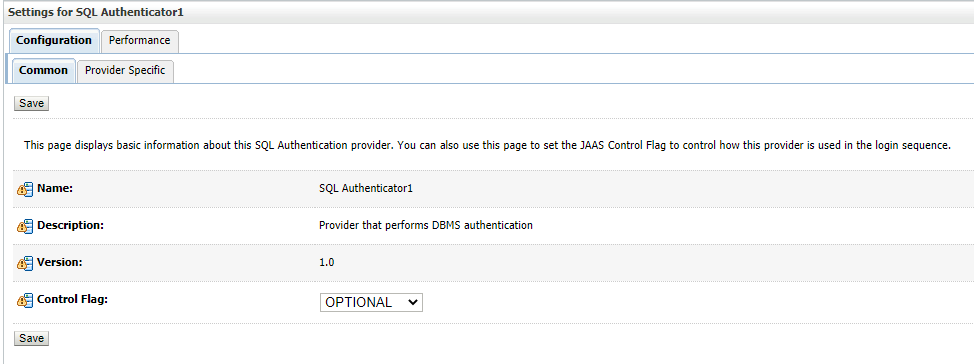 Settings for SQL Authenticator1
Configuration Performance
Common Provider Specific
Save
This page displays basic information about this SQL Authentication provider. You can also use this page to set the JAAS Control Flag to control how this provider is used in the login sequence.
Name: SQL Authenticator1
Description: Provider that performs DBMS authentication
Version: 1.0
Control Flag: OPTIONAL
Save